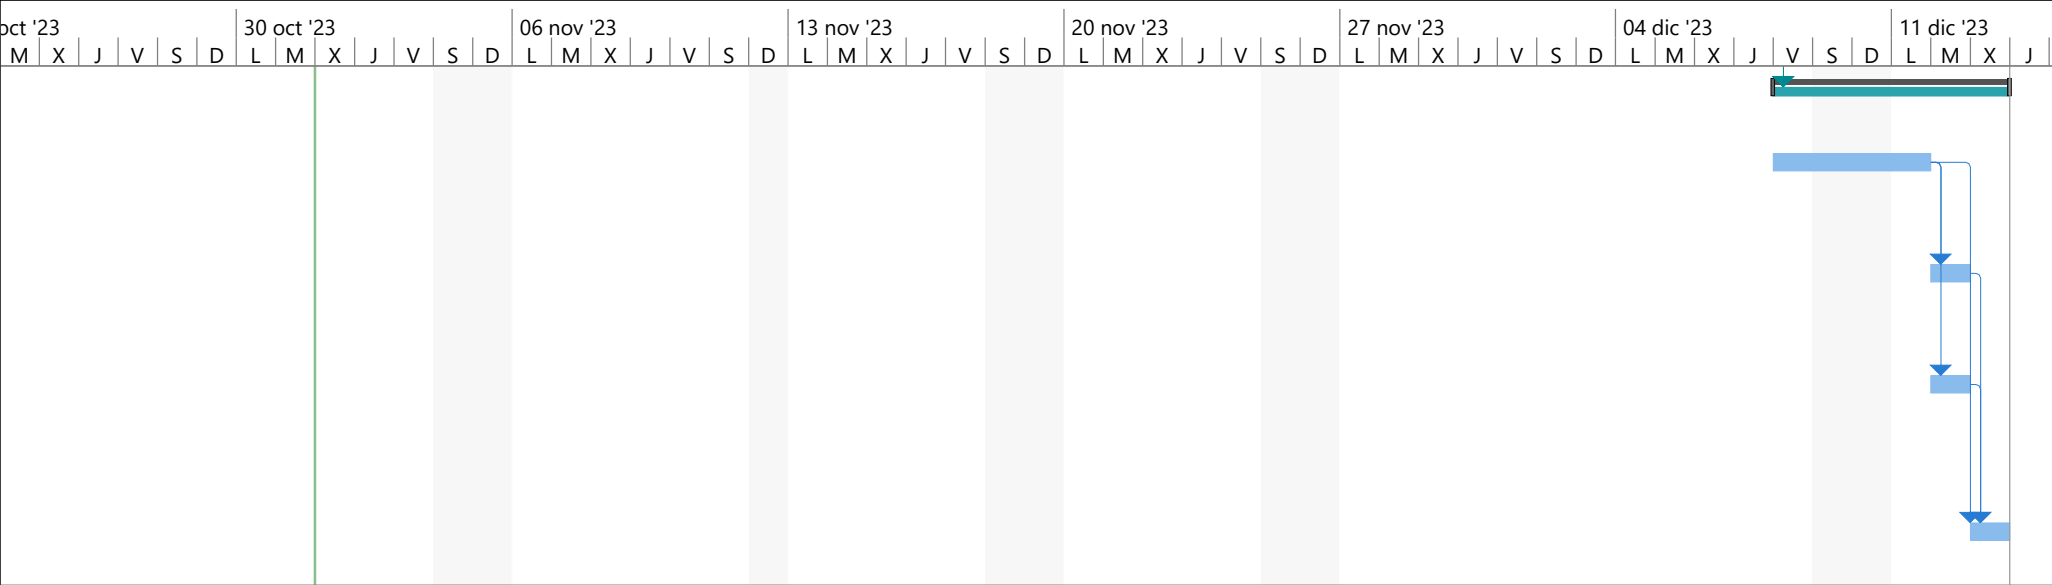 oct '23 30 oct '23 06 nov '23 13 nov '23 20 nov '23 27 nov '23 04 dic '23 11 dic '23
M X J V S D L M X J V S D L M X J V S D L M X J V S D L M X J V S D L M X J V S D L M X J V S D L M X J